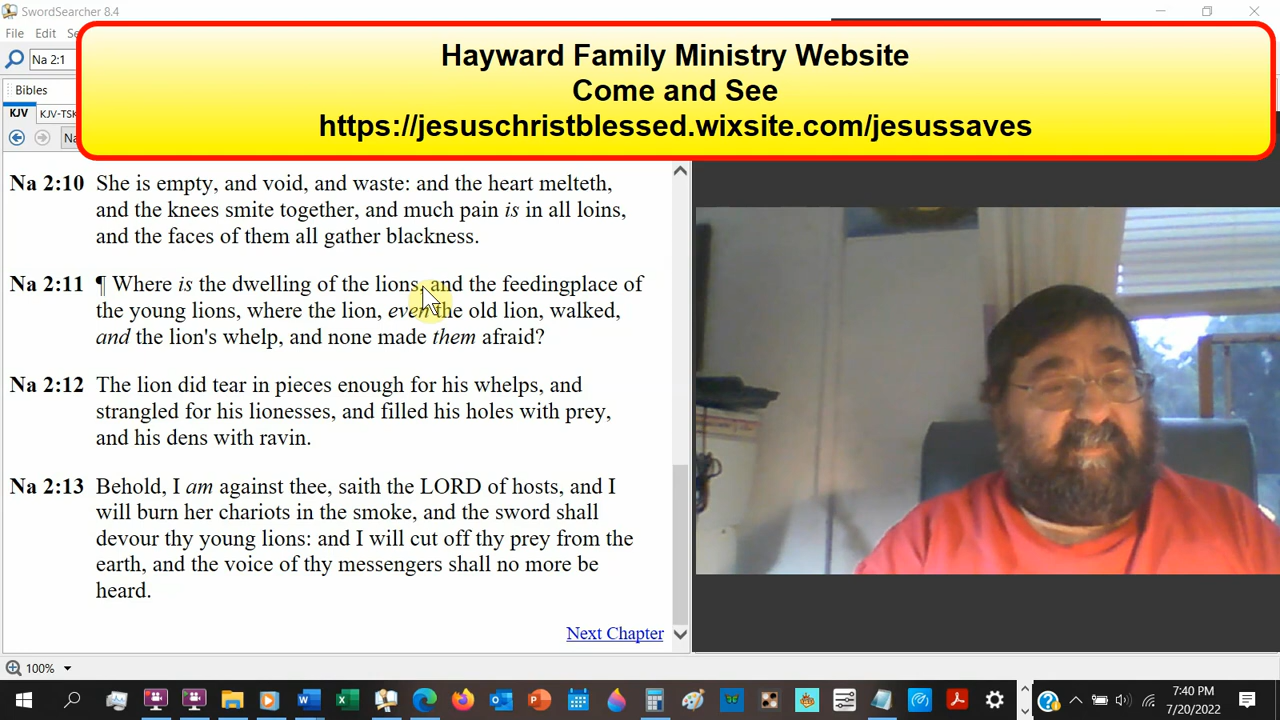 SwordSearcher 8.4
File Edit
Hayward Family Ministry Website
Come and See
https://jesuschristblessed.wixsite.com/jesussaves
Na 2:1
Bibles
KJV KJV-TSK
Na 2:10 She is empty, and void, and waste: and the heart melteth,
and the knees smite together, and much pain is in all loins,
and the faces of them all gather blackness.
Na 2:11 ¶ Where is the dwelling of the lions, and the feedingplace of
the young lions, where the lion, even the old lion, walked,
and the lion's whelp, and none made them afraid?
Na 2:12 The lion did tear in pieces enough for his whelps, and
strangled for his lionesses, and filled his holes with prey,
and his dens with ravin.
Na 2:13 Behold, I am against thee, saith the LORD of hosts, and I
will burn her chariots in the smoke, and the sword shall
devour thy young lions: and I will cut off thy prey from the
earth, and the voice of thy messengers shall no more be
heard.
Next Chapter
100%
7:40 PM
7/20/2022